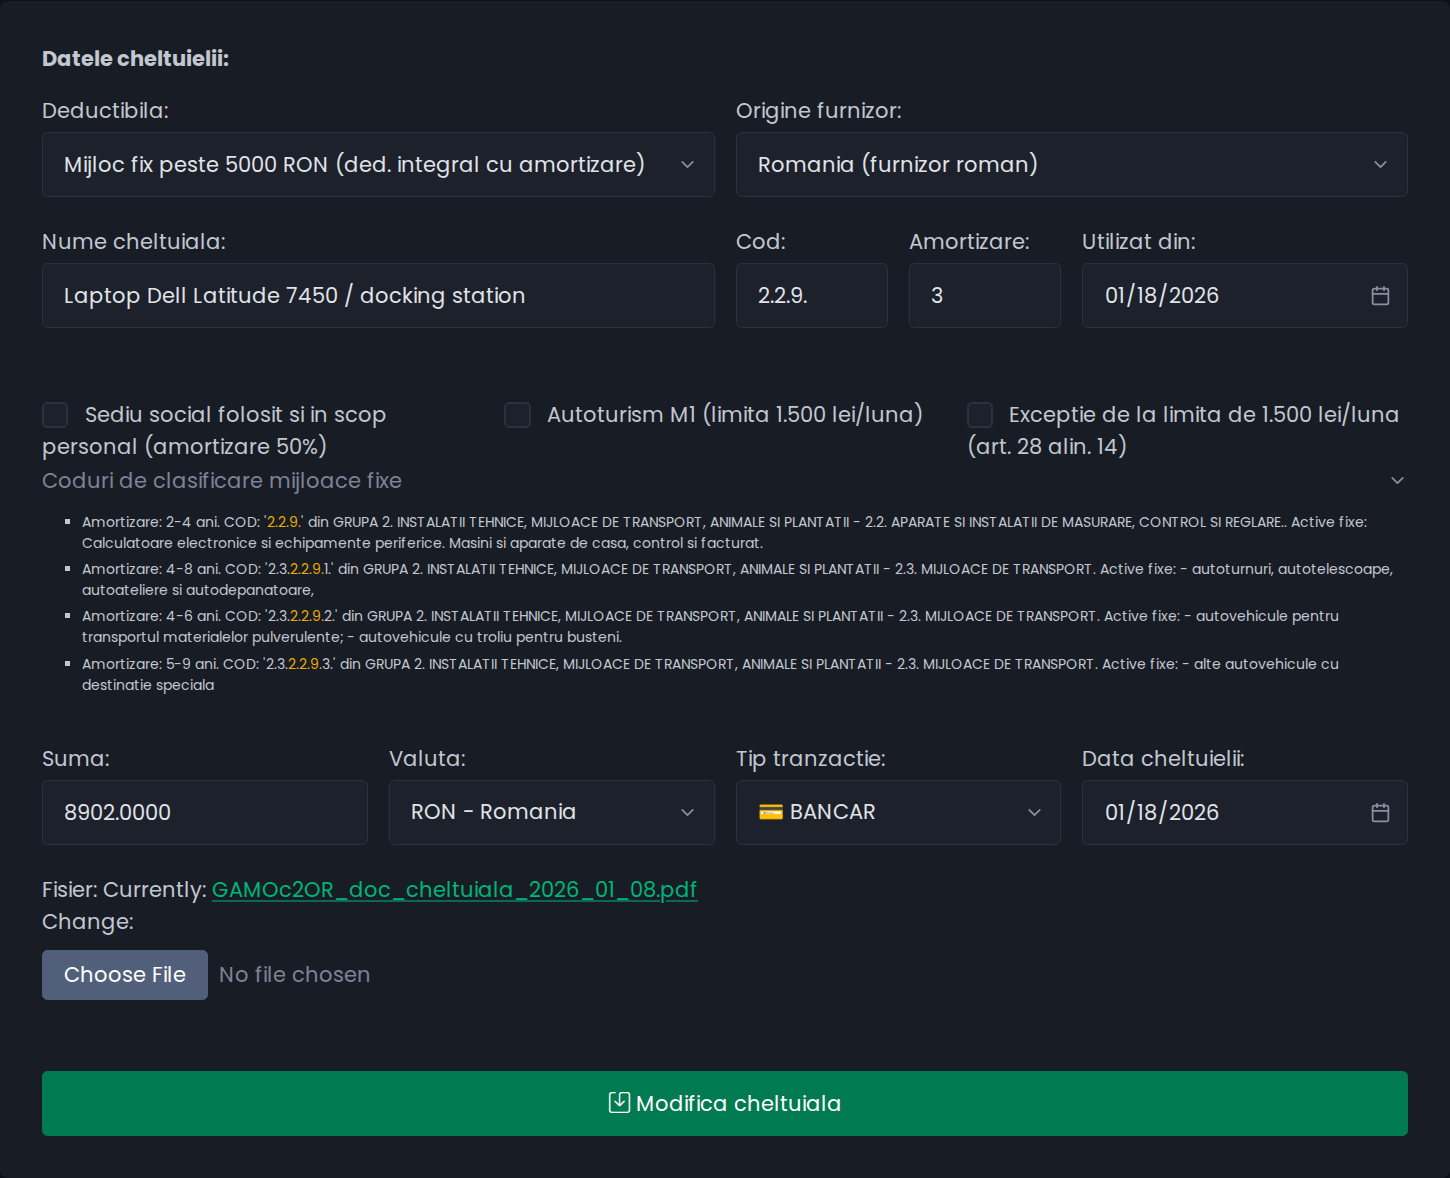 Datele cheltuielii:
Deductibila:
Origine furnizor:
Mijloc fix peste 5000 RON (ded. integral cu amortizare)
Romania (furnizor roman)
Nume cheltuiala:
Cod:
Amortizare:
Utilizat din:
Laptop Dell Latitude 7450 / docking station
2.2.9.
3
01/18/2026
Sediu social folosit si in scop
personal (amortizare 50%)
Autoturism M1 (limita 1.500 lei/luna)
Exceptie de la limita de 1.500 lei/luna
(art. 28 alin. 14)
Coduri de clasificare mijloace fixe
Amortizare: 2-4 ani. COD: '2.2.9.' din GRUPA 2. INSTALATII TEHNICE, MIJLOACE DE TRANSPORT, ANIMALE SI PLANTATII - 2.2. APARATE SI INSTALATII DE MASURARE, CONTROL SI REGLARE.. Active fixe:
Calculatoare electronice si echipamente periferice. Masini si aparate de casa, control si facturat.
Amortizare: 4-8 ani. COD: '2.3.2.2.9.1.' din GRUPA 2. INSTALATII TEHNICE, MIJLOACE DE TRANSPORT, ANIMALE SI PLANTATII - 2.3. MIJLOACE DE TRANSPORT. Active fixe: - autoturnuri, autotelescoape,
autoateliere si autodepanatoare,
Amortizare: 4-6 ani. COD: '2.3.2.2.9.2.' din GRUPA 2. INSTALATII TEHNICE, MIJLOACE DE TRANSPORT, ANIMALE SI PLANTATII - 2.3. MIJLOACE DE TRANSPORT. Active fixe: - autovehicule pentru
transportul materialelor pulverulente; - autovehicule cu troliu pentru busteni.
Amortizare: 5-9 ani. COD: '2.3.2.2.9.3.' din GRUPA 2. INSTALATII TEHNICE, MIJLOACE DE TRANSPORT, ANIMALE SI PLANTATII - 2.3. MIJLOACE DE TRANSPORT. Active fixe: - alte autovehicule cu
destinatie speciala
Suma:
Valuta:
Tip tranzactie:
Data cheltuielii:
8902.0000
RON - Romania
💳 BANCAR
01/18/2026
Fisier: Currently: GAMOc2OR_doc_cheltuiala_2026_01_08.pdf
Change:
Choose File No file chosen
Modifica cheltuiala